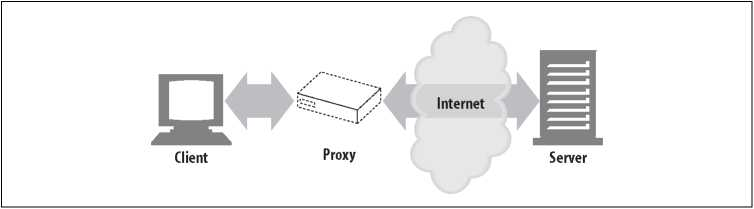 Internet
Client
Proxy
Server